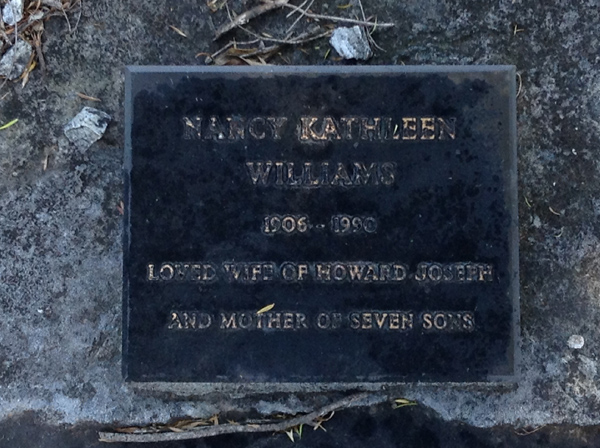 NANCY KATHLEEN
WILLIAMS
1906 - 1990
LOVED WIFE OF HOWARD JOSEPH
AND MOTHER OF SEVEN SONS